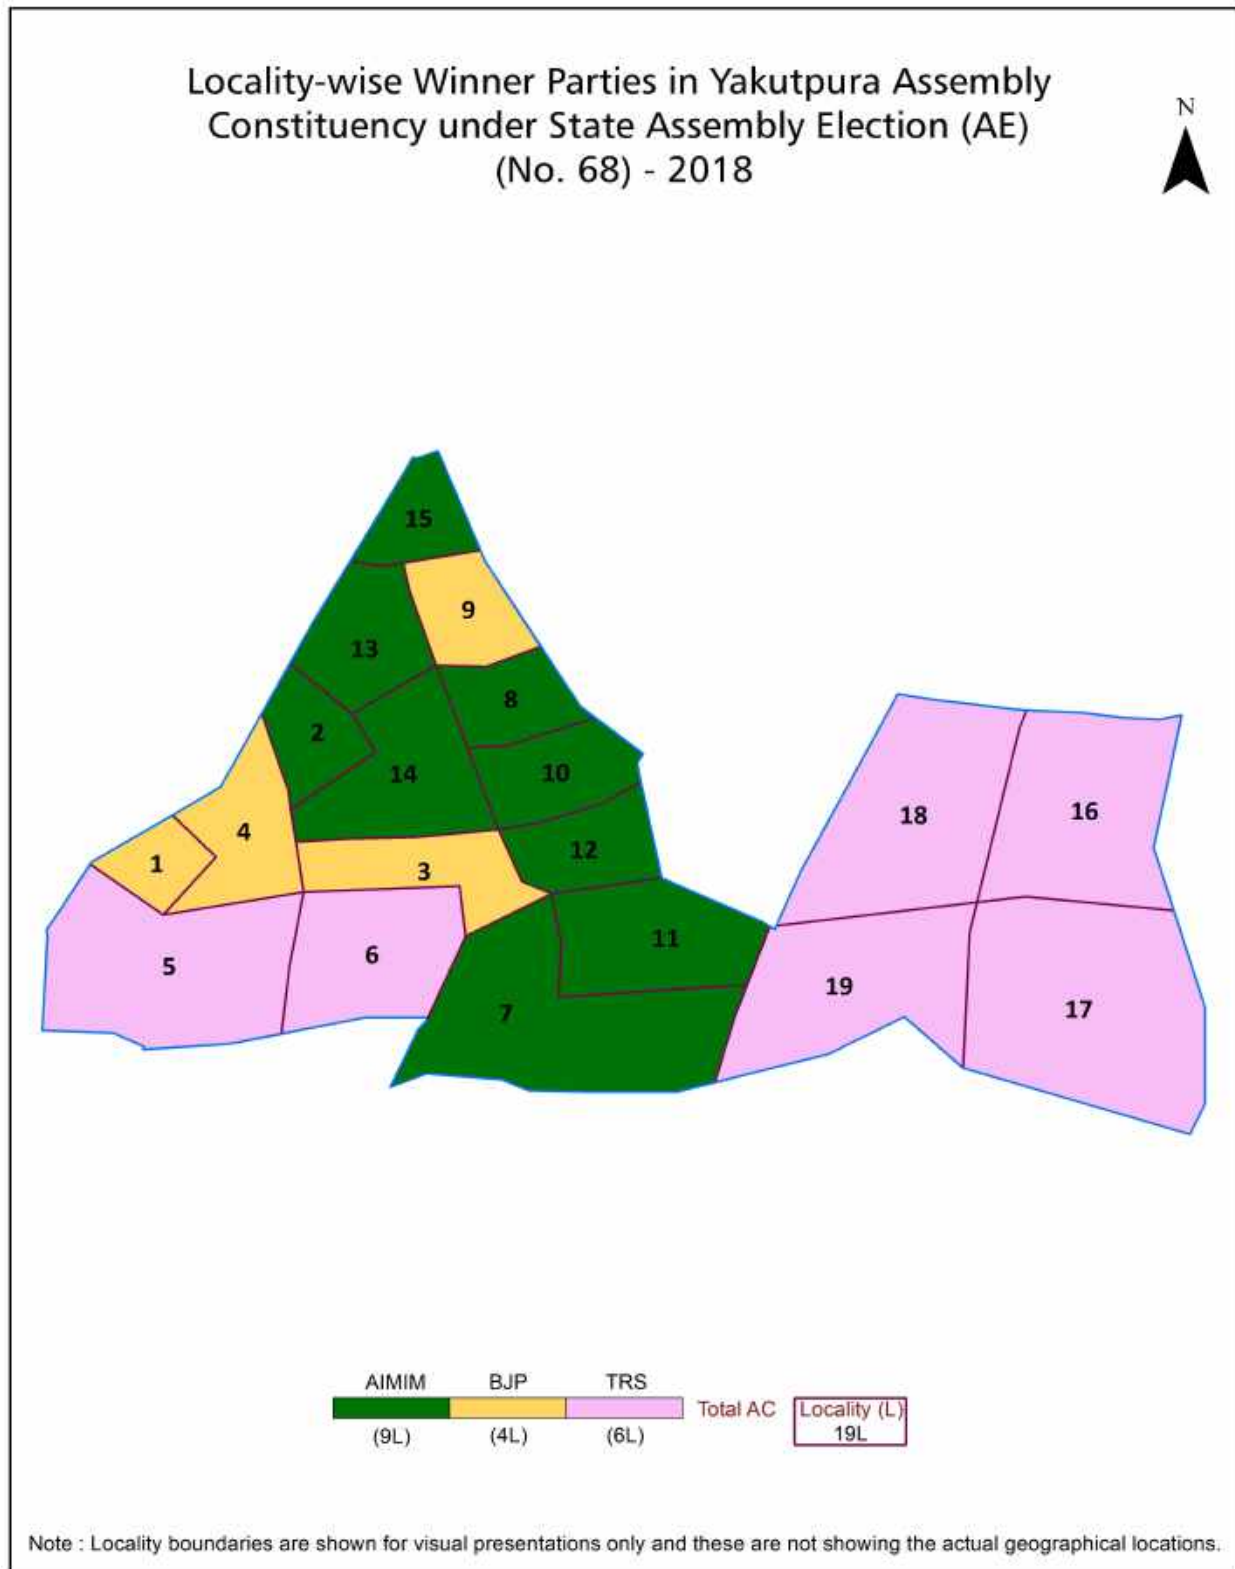 Locality-wise Winner Parties in Yakutpura Assembly
Constituency under State Assembly Election (AE)
(No. 68) - 2018
N
15
9
13
8
2
14
10
18
16
4
12
1
3
11
6
5
19
7
17
AIMIM BJP TRS
Total AC Locality (L)
19L
(9L) (4L) (6L)
Note : Locality boundaries are shown for visual presentations only and these are not showing the actual geographical locations.